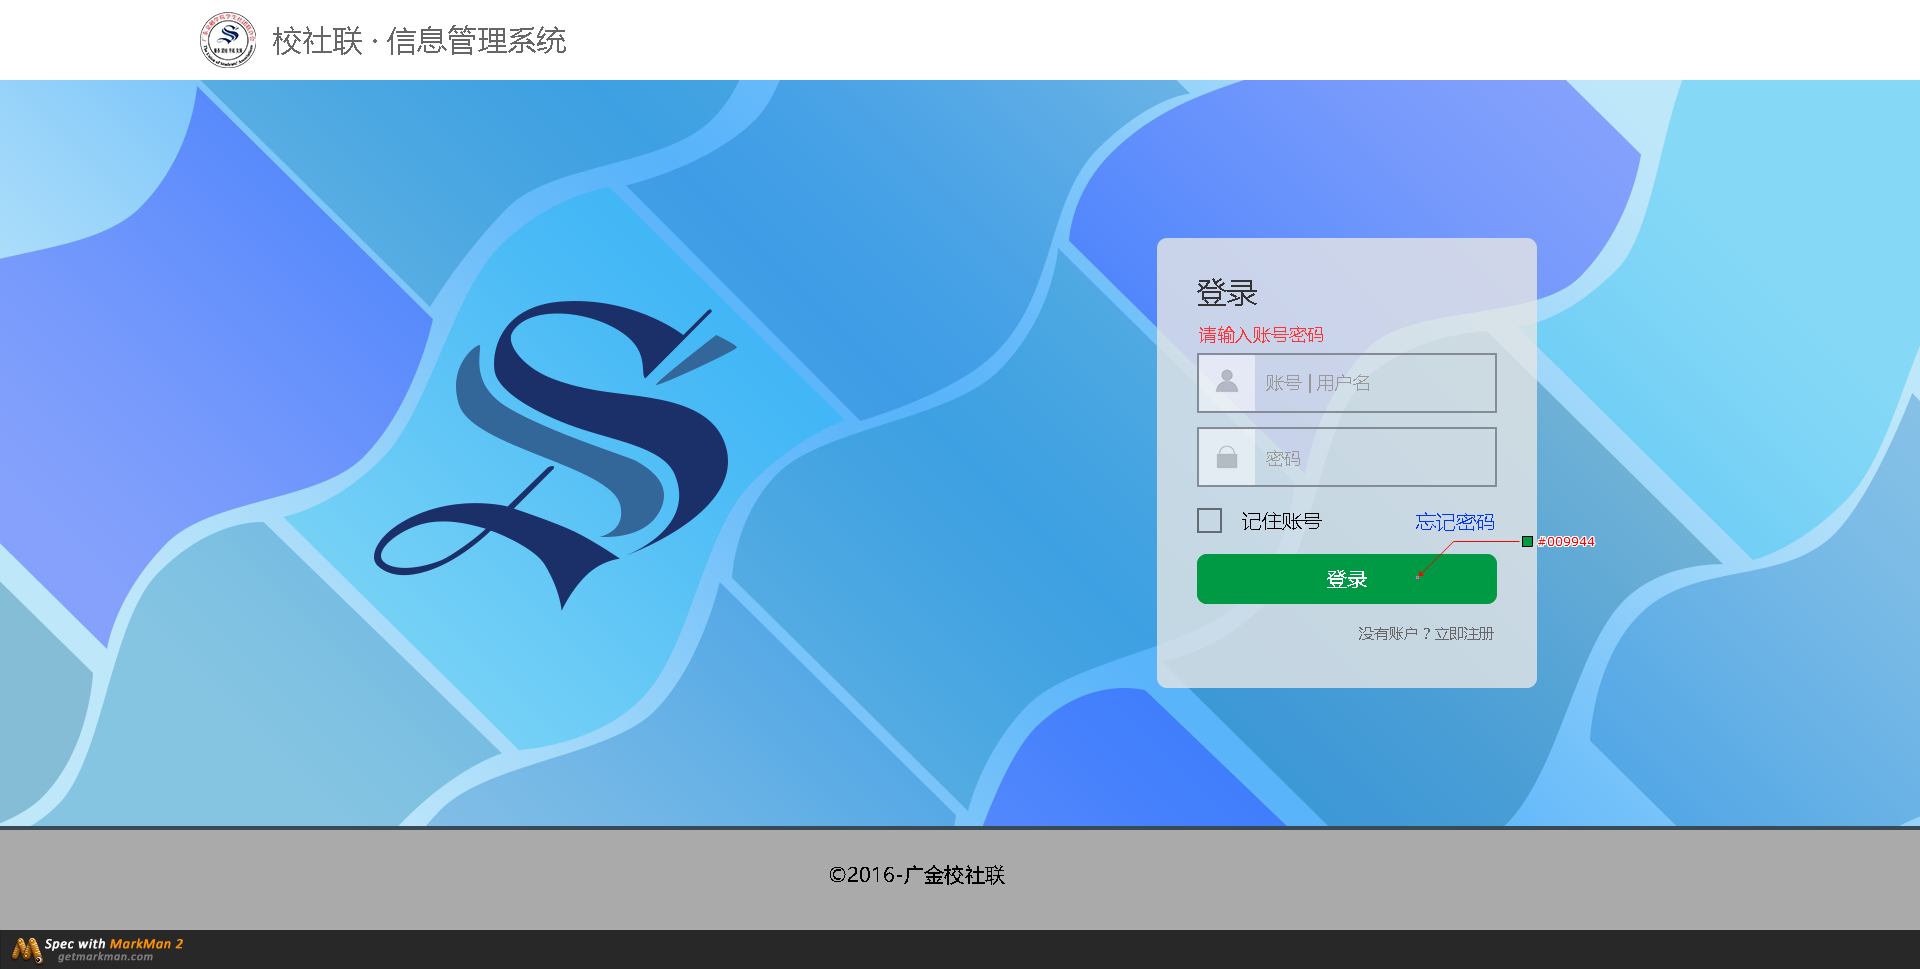 校社联 · 信息管理系统
登录
请输入账号密码
账号 | 用户名
密码
记住账号 忘记密码
#009944
登录
没有账户？立即注册
©2016-广金校社联
Spec with MarkMan 2
getmarkman.com